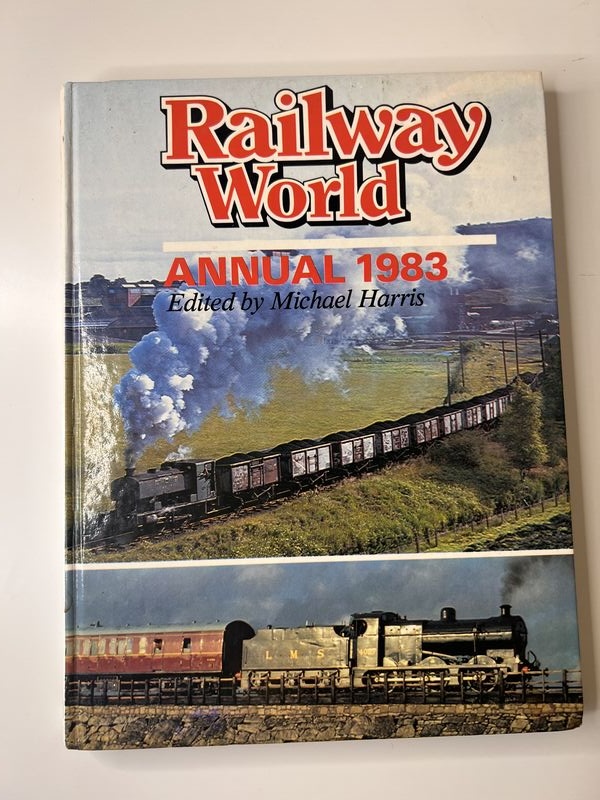 Railway
World
ANNUAL 1983
Edited by Michael Harris
L M S